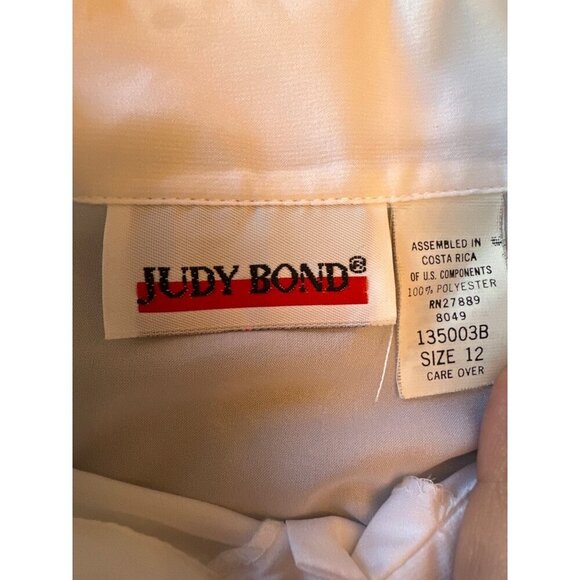 JUDY BOND®
ASSEMBLED IN
COSTA RICA
OF U.S. COMPONENTS
100% POLYESTER
RN27889
8049
135003B
SIZE 12
CARE OVER